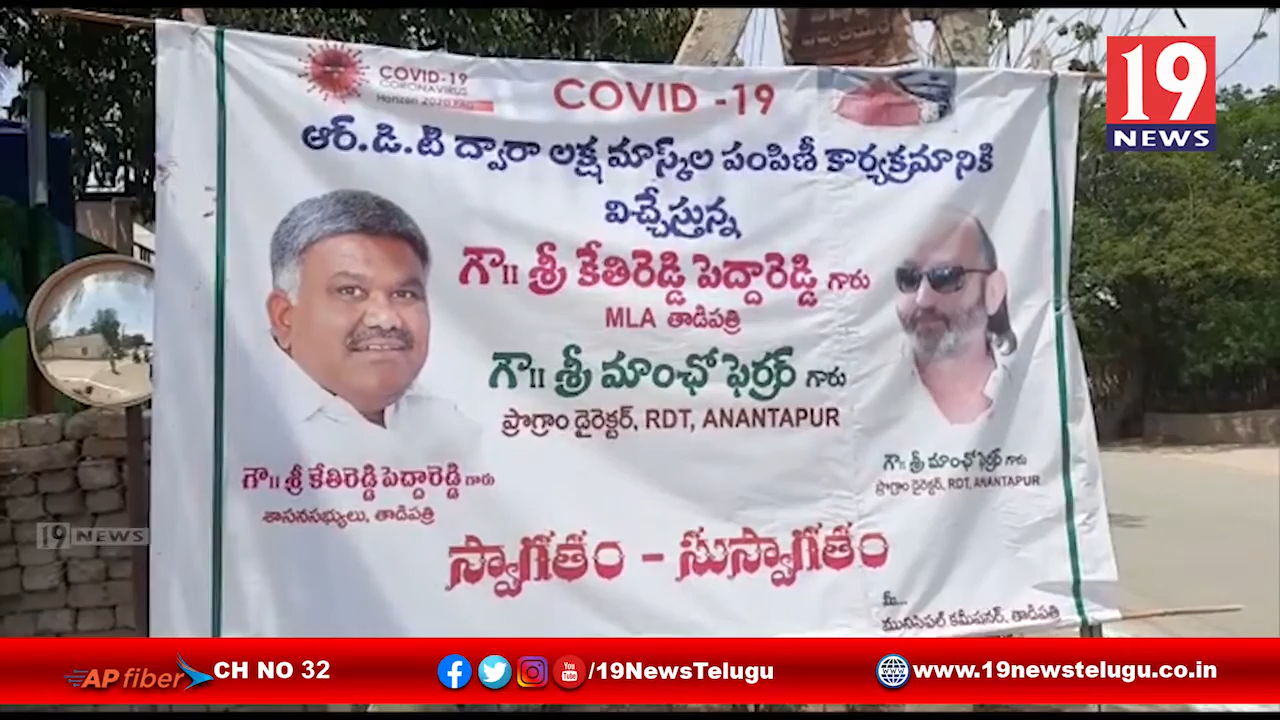 19
NEWS
COVID-19
CORONAVIRUS
COVID -19
ఆర్.డి.టి ద్వారా లక్ష మాస్క్‌ల పంపిణీ కార్యక్రమానికి
విచ్చేస్తున్న
గౌ॥ శ్రీ కేతిరెడ్డి పెద్దారెడ్డి గారు
MLA తాడిపత్రి
గౌ॥ శ్రీ మాంఛో ఫెర్రర్ గారు
ప్రొగ్రాం డైరెక్టర్, RDT, ANANTAPUR
గౌ॥ శ్రీ కేతిరెడ్డి పెద్దారెడ్డి గారు
శాసనసభ్యులు, తాడిపత్రి
గౌ॥ శ్రీ మాంఛో ఫెర్రర్ గారు
ప్రొగ్రాం డైరెక్టర్, RDT, ANANTAPUR
స్వాగతం - సుస్వాగతం
మీ...
మునిసిపల్ కమీషనర్, తాడిపత్రి
19 NEWS
AP fiber CH NO 32
/19NewsTelugu
www.19newstelugu.co.in